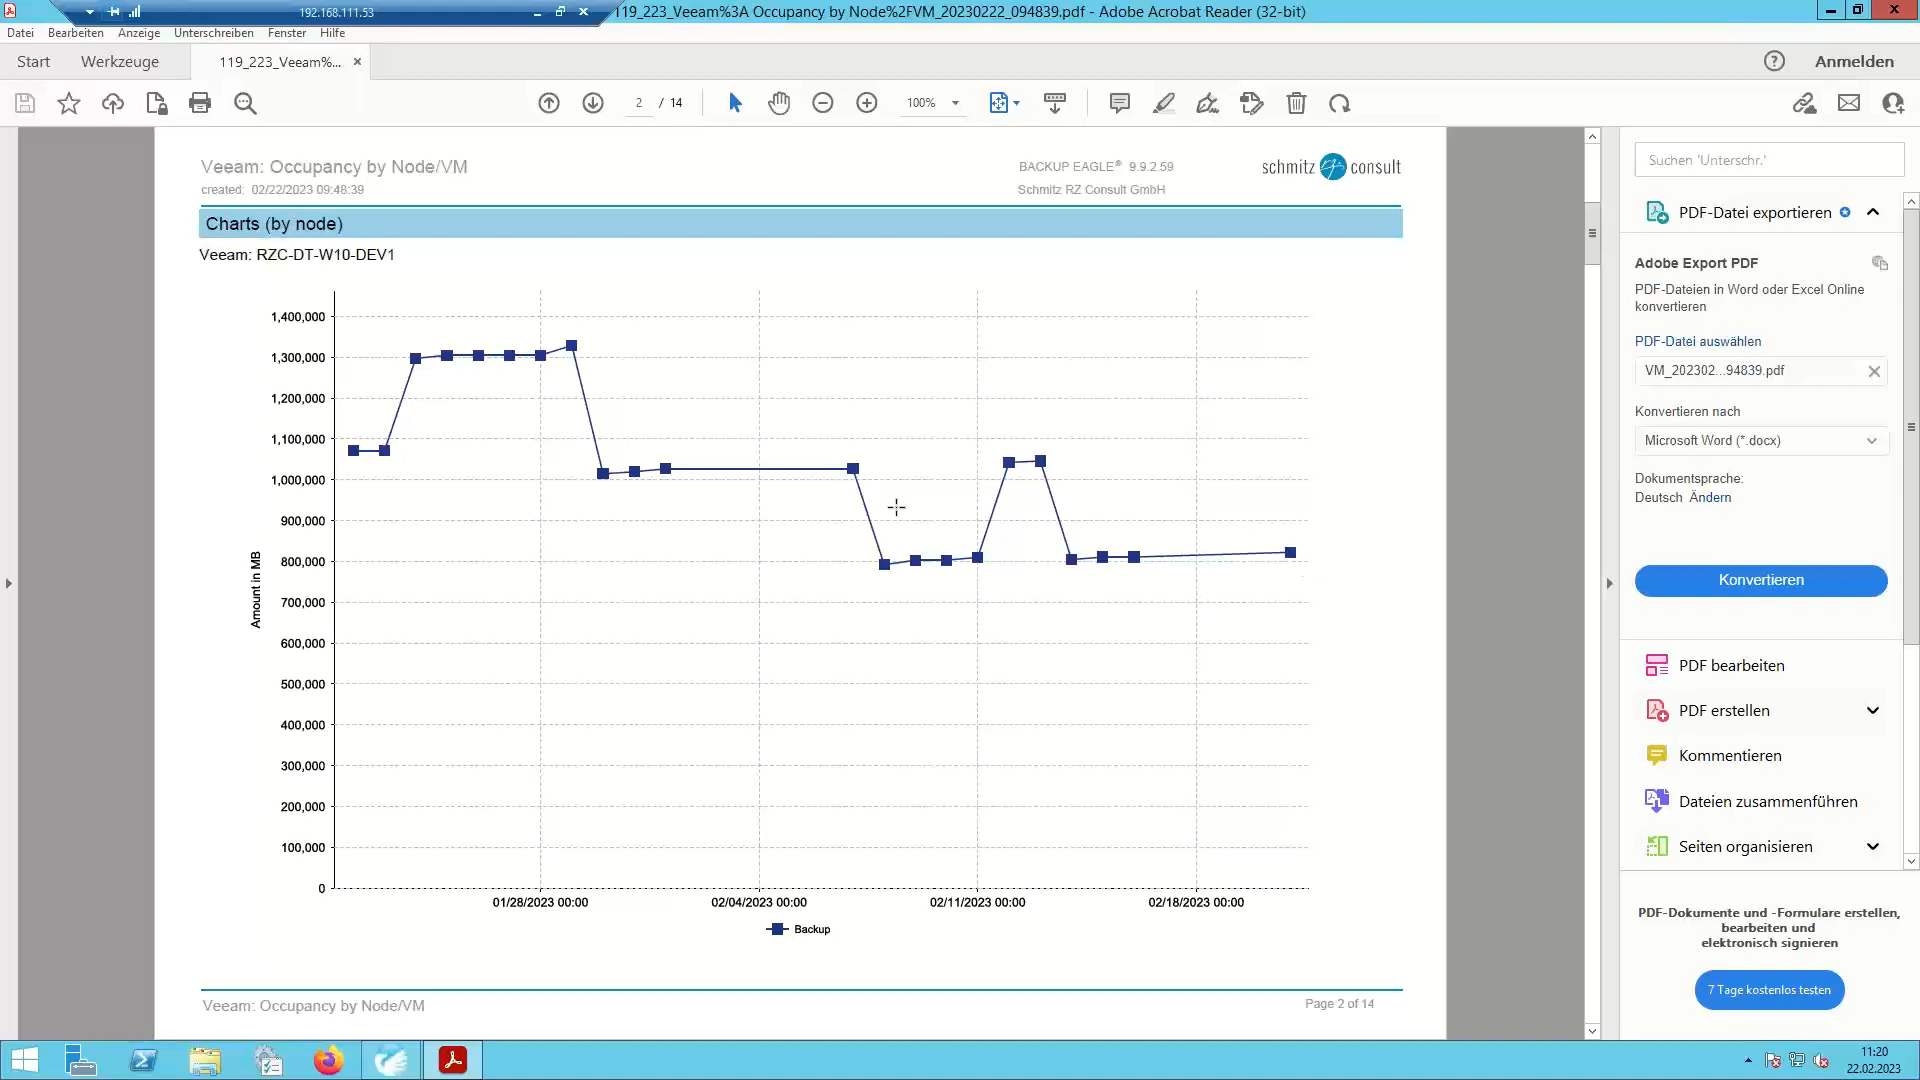 192.168.111.53
119_223_Veeam%3A Occupancy by Node%2FVM_20230222_094839.pdf - Adobe Acrobat Reader (32-bit)
Datei Bearbeiten Anzeige Unterschreiben Fenster Hilfe
Start Werkzeuge 119_223_Veeam%... Anmelden
2 / 14 100%
Veeam: Occupancy by Node/VM
created: 02/22/2023 09:48:39
BACKUP EAGLE® 9.9.2.59
Schmitz RZ Consult GmbH
schmitz consult
Charts (by node)
Veeam: RZC-DT-W10-DEV1
1,400,000
1,300,000
1,200,000
1,100,000
1,000,000
900,000
800,000
700,000
600,000
500,000
400,000
300,000
200,000
100,000
0
Amount in MB
01/28/2023 00:00 02/04/2023 00:00 02/11/2023 00:00 02/18/2023 00:00
Backup
Veeam: Occupancy by Node/VM
Page 2 of 14
Suchen 'Unterschr.'
PDF-Datei exportieren
Adobe Export PDF
PDF-Dateien in Word oder Excel Online
konvertieren
PDF-Datei auswählen
VM_202302...94839.pdf
Konvertieren nach
Microsoft Word (*.docx)
Dokumentsprache:
Deutsch Ändern
Konvertieren
PDF bearbeiten
PDF erstellen
Kommentieren
Dateien zusammenführen
Seiten organisieren
PDF-Dokumente und -Formulare erstellen,
bearbeiten und
elektronisch signieren
7 Tage kostenlos testen
11:20
22.02.2023